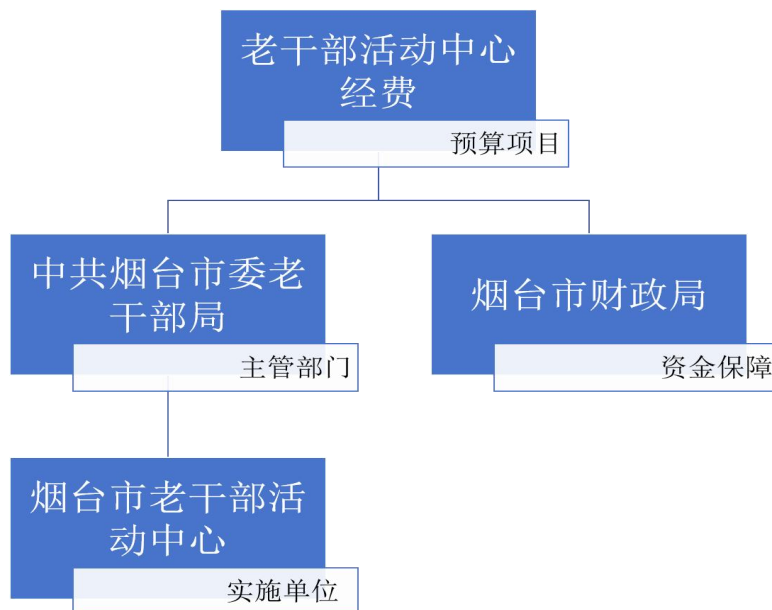 老干部活动中心
经费
预算项目
中共烟台市委老
干部局
主管部门
烟台市财政局
资金保障
烟台市老干部活
动中心
实施单位